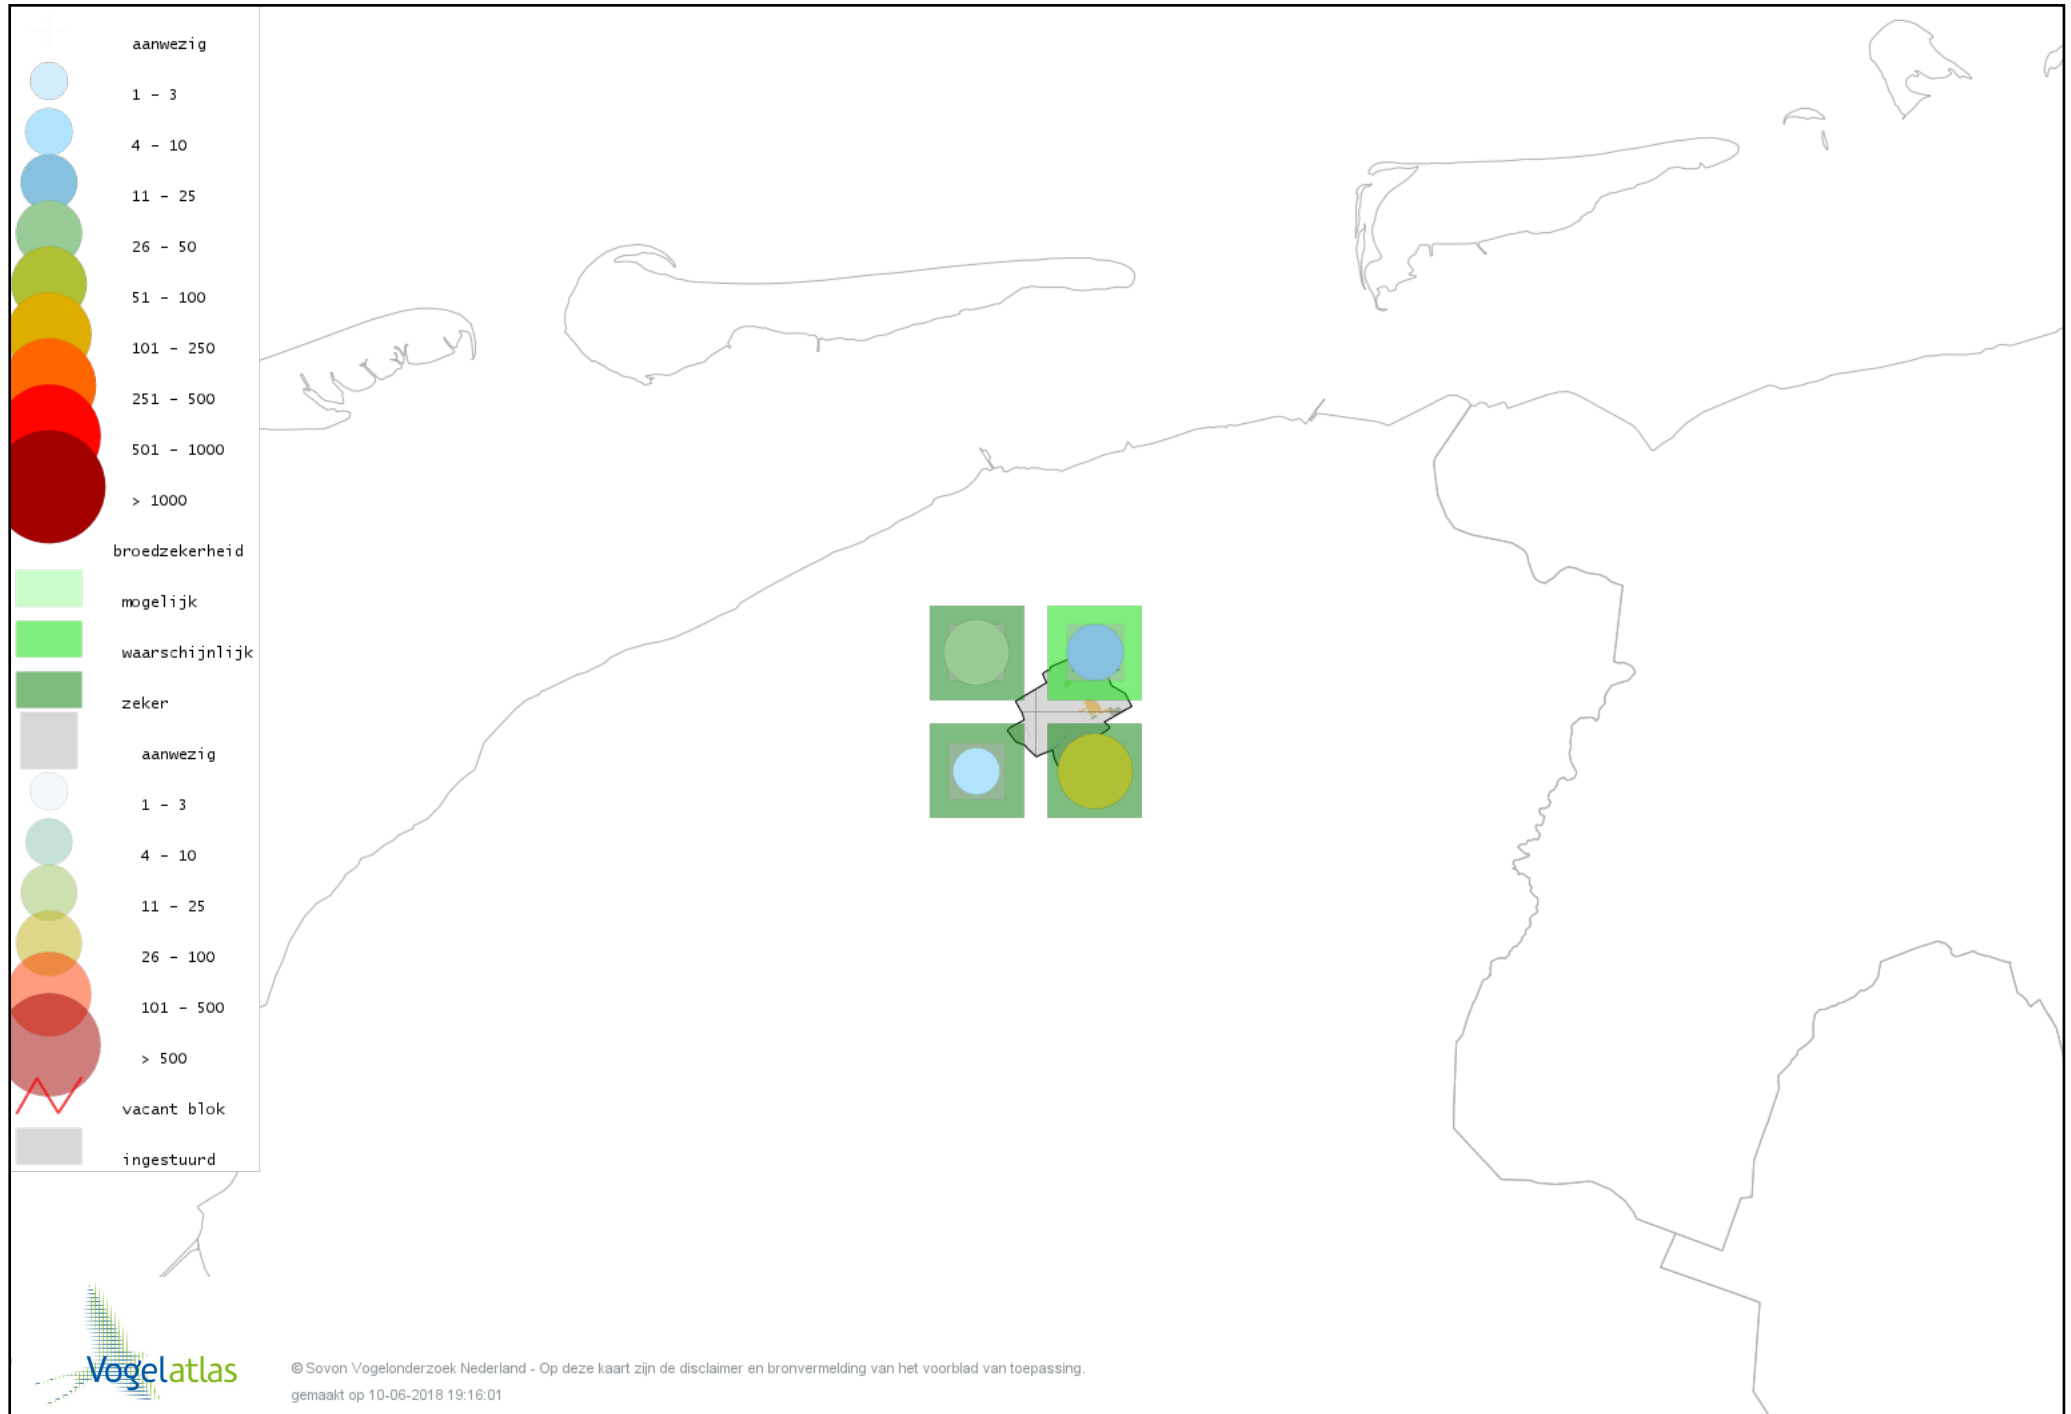 aanwezig
1 - 3
4 - 10
11 - 25
26 - 50
51 - 100
101 - 250
251 - 500
501 - 1000
> 1000
broedzekerheid
mogelijk
waarschijnlijk
zeker
aanwezig
1 - 3
4 - 10
11 - 25
26 - 100
101 - 500
> 500
vacant blok
ingestuurd
Vogelatlas
© Sovon Vogelonderzoek Nederland - Op deze kaart zijn de disclaimer en bronvermelding van het voorblad van toepassing.
gemaakt op 10-06-2018 19:16:01